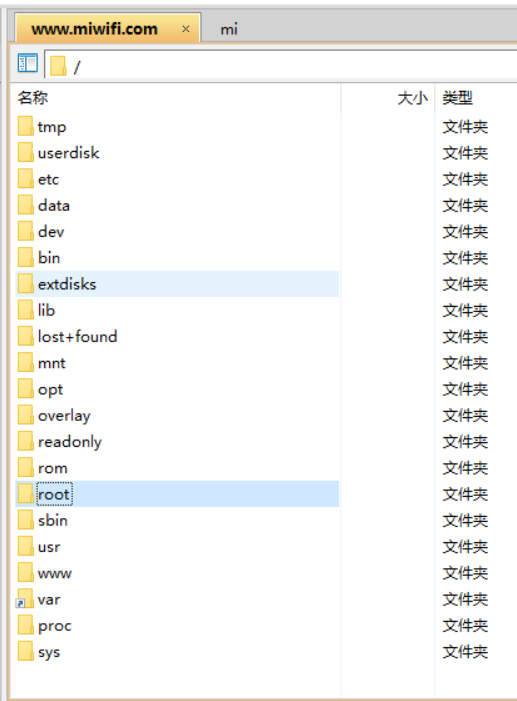 www.miwifi.com × mi
/
名称 大小 类型
tmp 文件夹
userdisk 文件夹
etc 文件夹
data 文件夹
dev 文件夹
bin 文件夹
extdisks 文件夹
lib 文件夹
lost+found 文件夹
mnt 文件夹
opt 文件夹
overlay 文件夹
readonly 文件夹
rom 文件夹
root 文件夹
sbin 文件夹
usr 文件夹
www 文件夹
var 文件夹
proc 文件夹
sys 文件夹